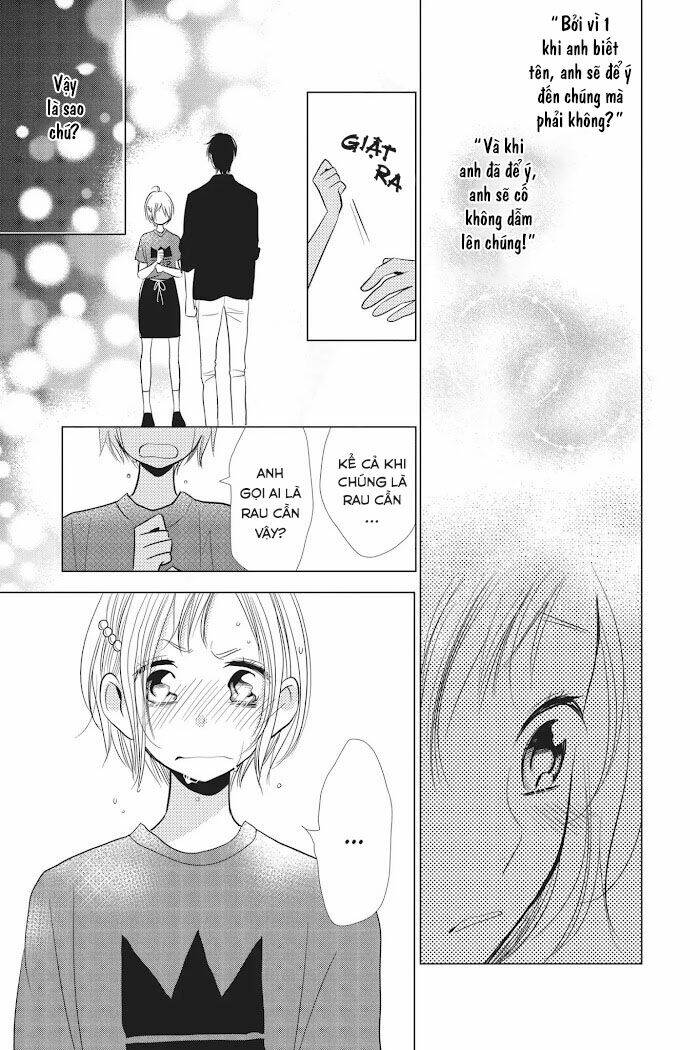 “Bởi vì 1
khi anh biết
tên, anh sẽ để ý
đến chúng mà
phải không?”
“Và khi
anh đã để ý,
anh sẽ cố
không dẫm
lên chúng!”
GIẬT
RA
Vậy
là sao
chứ?
KỂ CẢ KHI
CHÚNG LÀ
RAU CẦN
...
ANH
GỌI AI LÀ
RAU CẦN
VẬY?
...